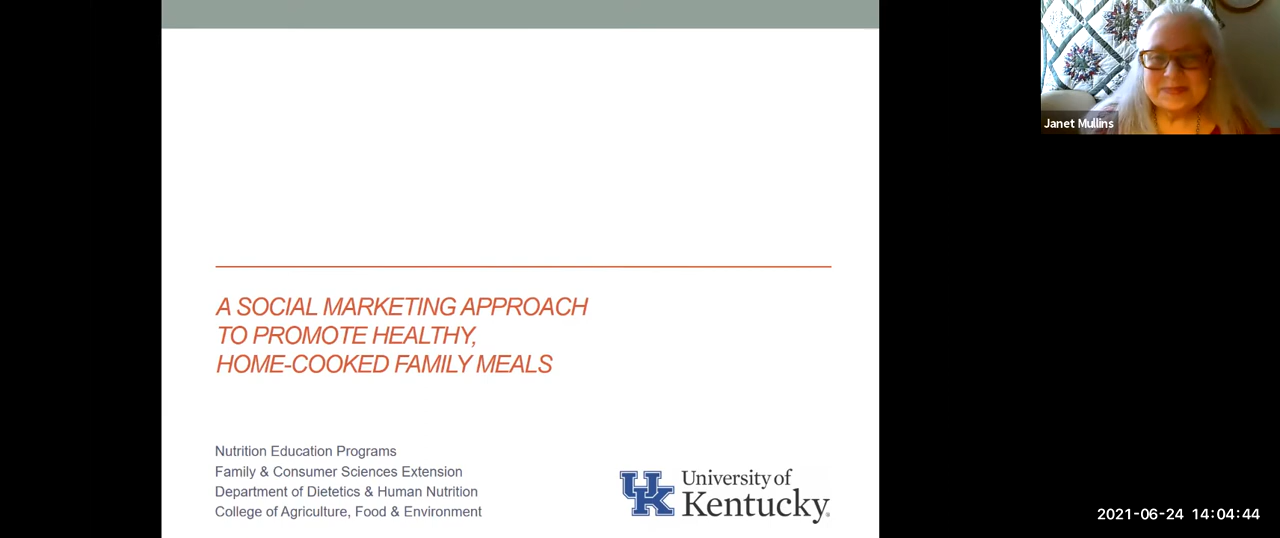 Janet Mullins
A SOCIAL MARKETING APPROACH
TO PROMOTE HEALTHY,
HOME-COOKED FAMILY MEALS
Nutrition Education Programs
Family & Consumer Sciences Extension
Department of Dietetics & Human Nutrition
College of Agriculture, Food & Environment
UK
University of
Kentucky®
2021-06-24 14:04:44